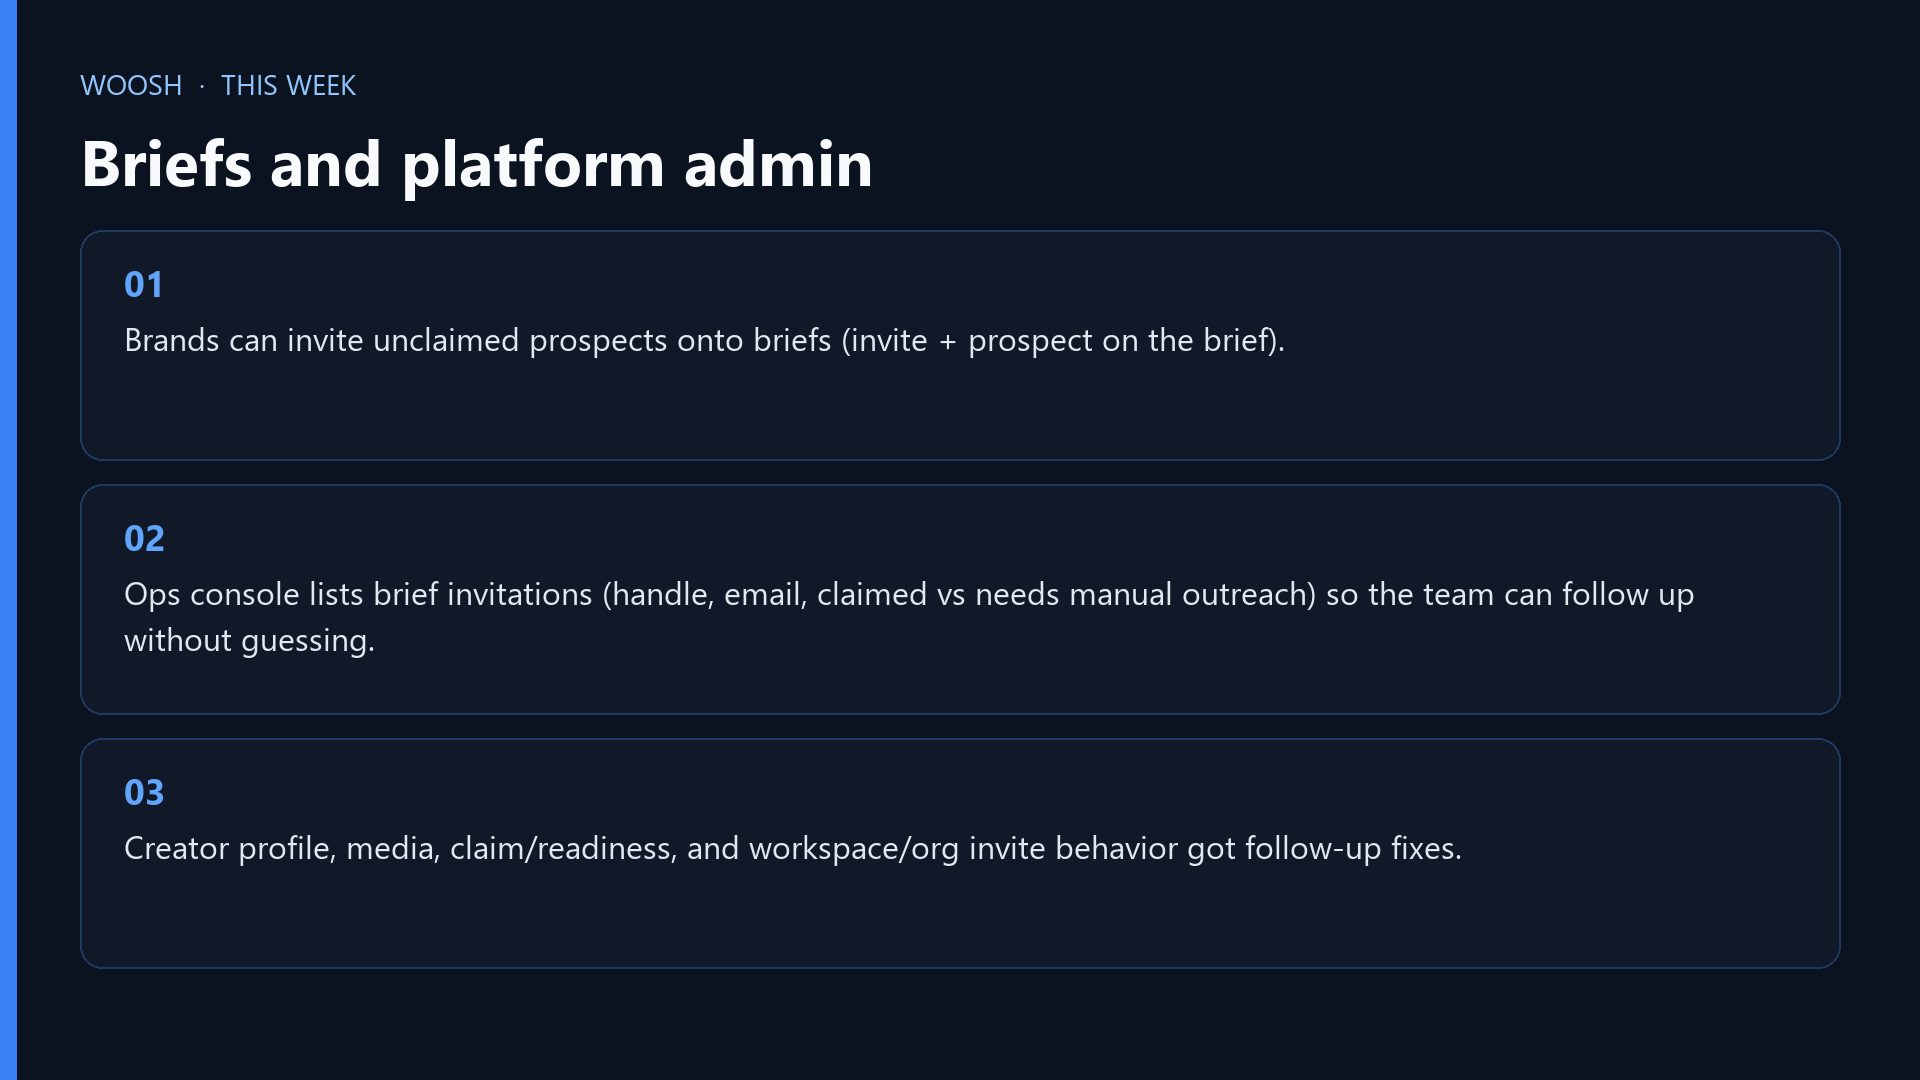 WOOSH · THIS WEEK
Briefs and platform admin
01
Brands can invite unclaimed prospects onto briefs (invite + prospect on the brief).
02
Ops console lists brief invitations (handle, email, claimed vs needs manual outreach) so the team can follow up
without guessing.
03
Creator profile, media, claim/readiness, and workspace/org invite behavior got follow-up fixes.